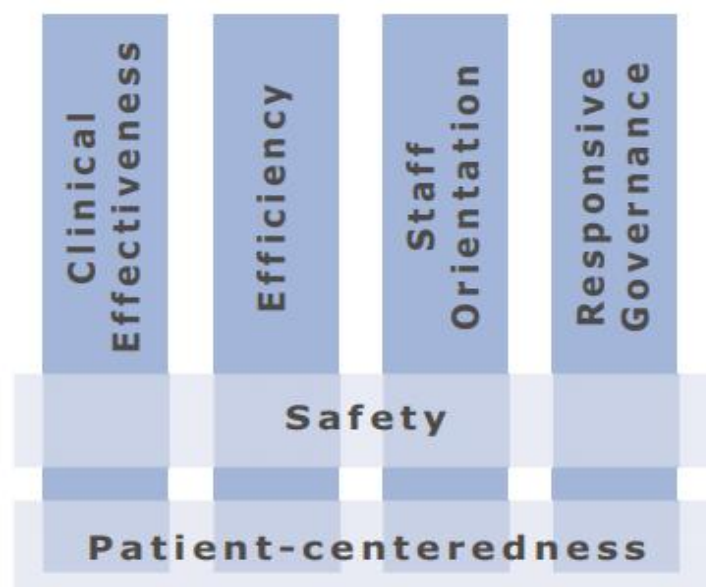 Clinical
Effectiveness
Efficiency
Staff
Orientation
Responsive
Governance
Safety
Patient-centeredness